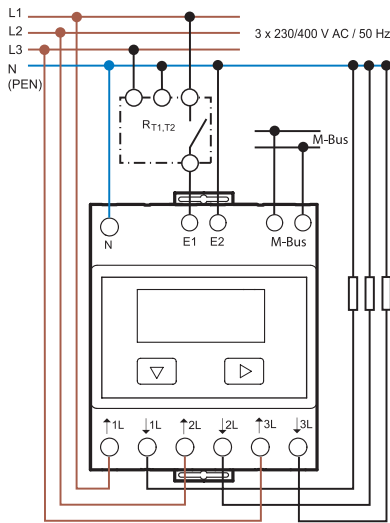 L1
L2
L3
N
(PEN)
3 x 230/400 V AC / 50 Hz
RT1,T2
M-Bus
N
E1
E2
M-Bus
↑1L
↓1L
↑2L
↓2L
↑3L
↓3L